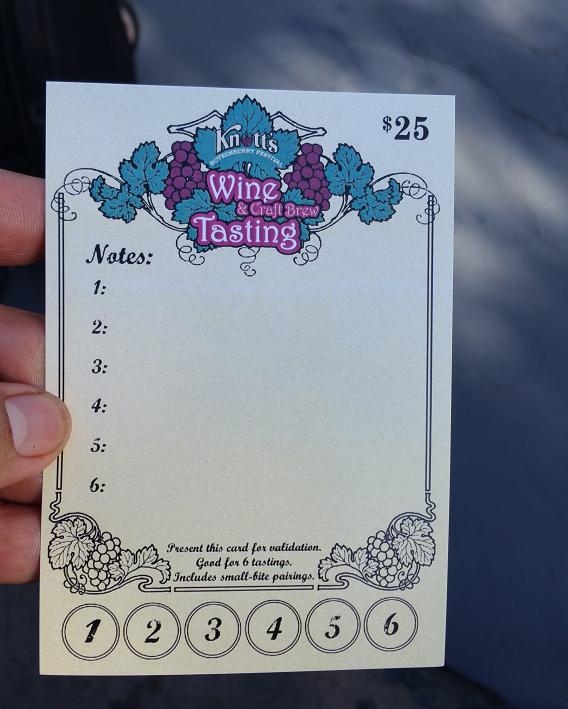 $25
Knott's
BOYSENBERRY FESTIVAL
Wine
& Craft Brew
Tasting
Notes:
1:
2:
3:
4:
5:
6:
Present this card for validation.
Good for 6 tastings.
Includes small-bite pairings.
1 2 3 4 5 6